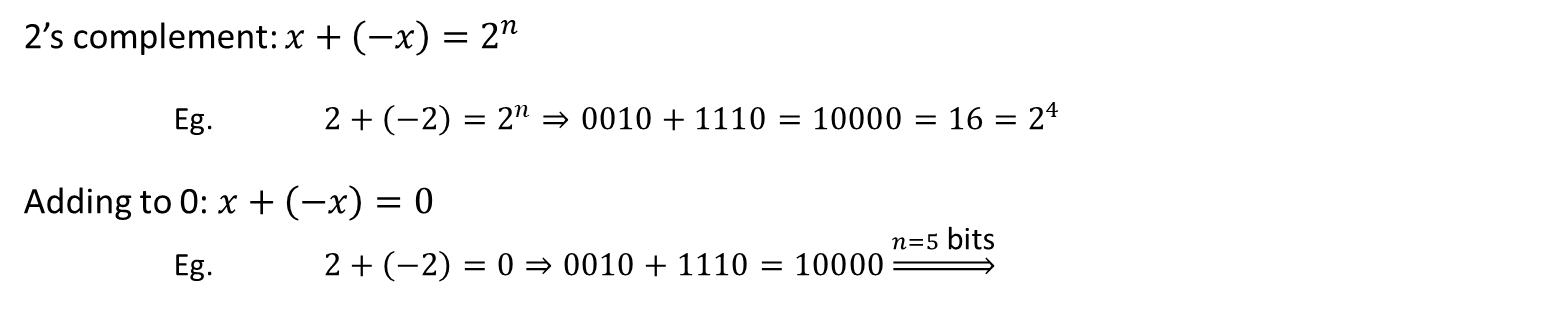 2's complement: x + (−x) = 2ⁿ
Eg. 2 + (−2) = 2ⁿ ⇒ 0010 + 1110 = 10000 = 16 = 2⁴
Adding to 0: x + (−x) = 0
Eg. 2 + (−2) = 0 ⇒ 0010 + 1110 = 10000 n=5 bits ⟹